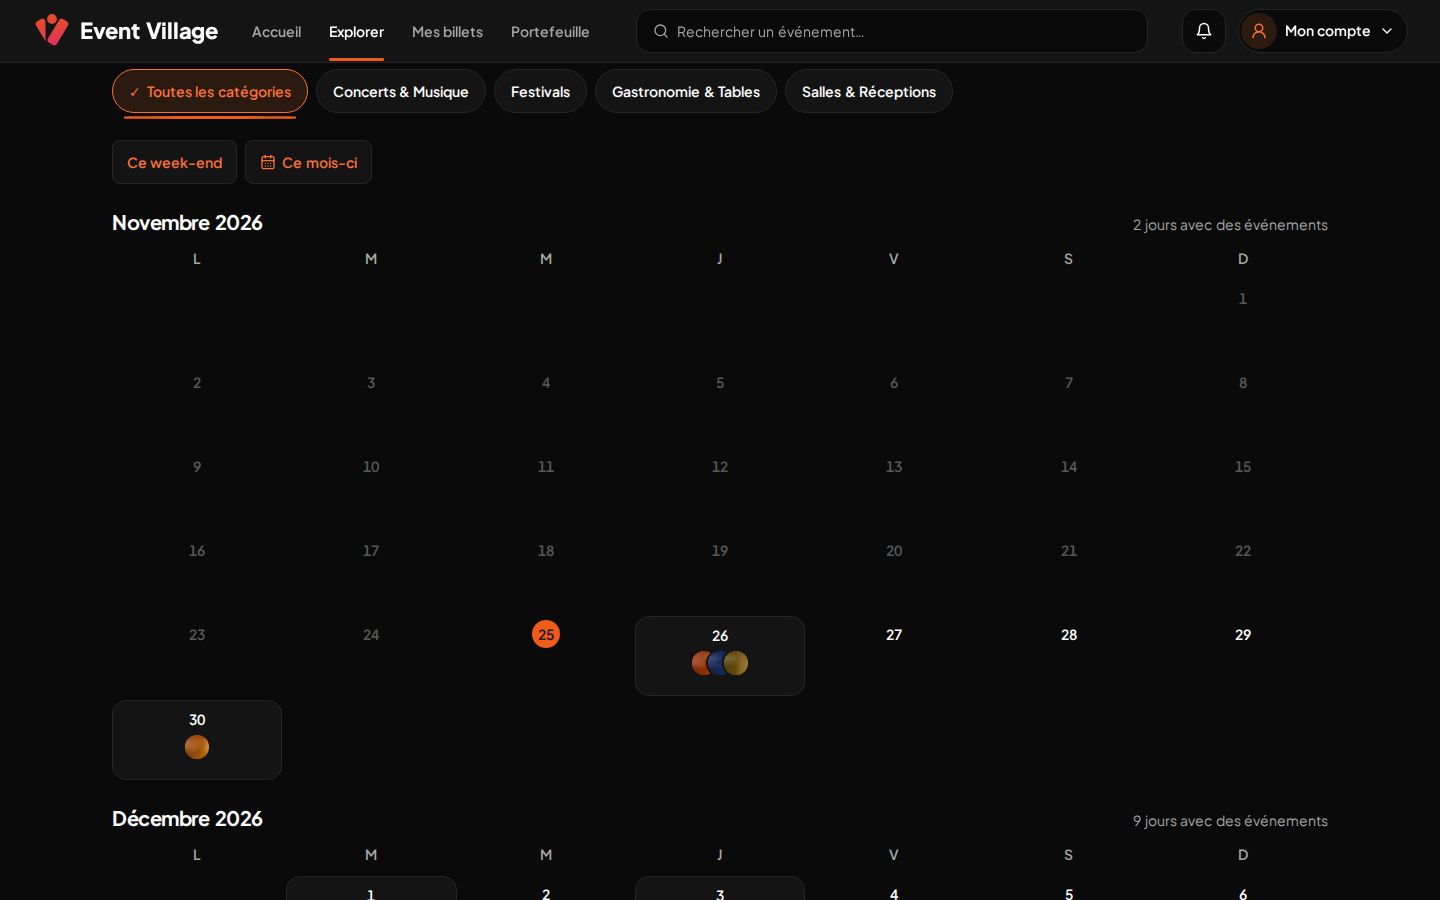 Event Village Accueil Explorer Mes billets Portefeuille Rechercher un événement... Mon compte
✓ Toutes les catégories Concerts & Musique Festivals Gastronomie & Tables Salles & Réceptions
Ce week-end Ce mois-ci
Novembre 2026 2 jours avec des événements
L M M J V S D
1
2 3 4 5 6 7 8
9 10 11 12 13 14 15
16 17 18 19 20 21 22
23 24 25 26 27 28 29
30
Décembre 2026 9 jours avec des événements
L M M J V S D
1 2 3 4 5 6